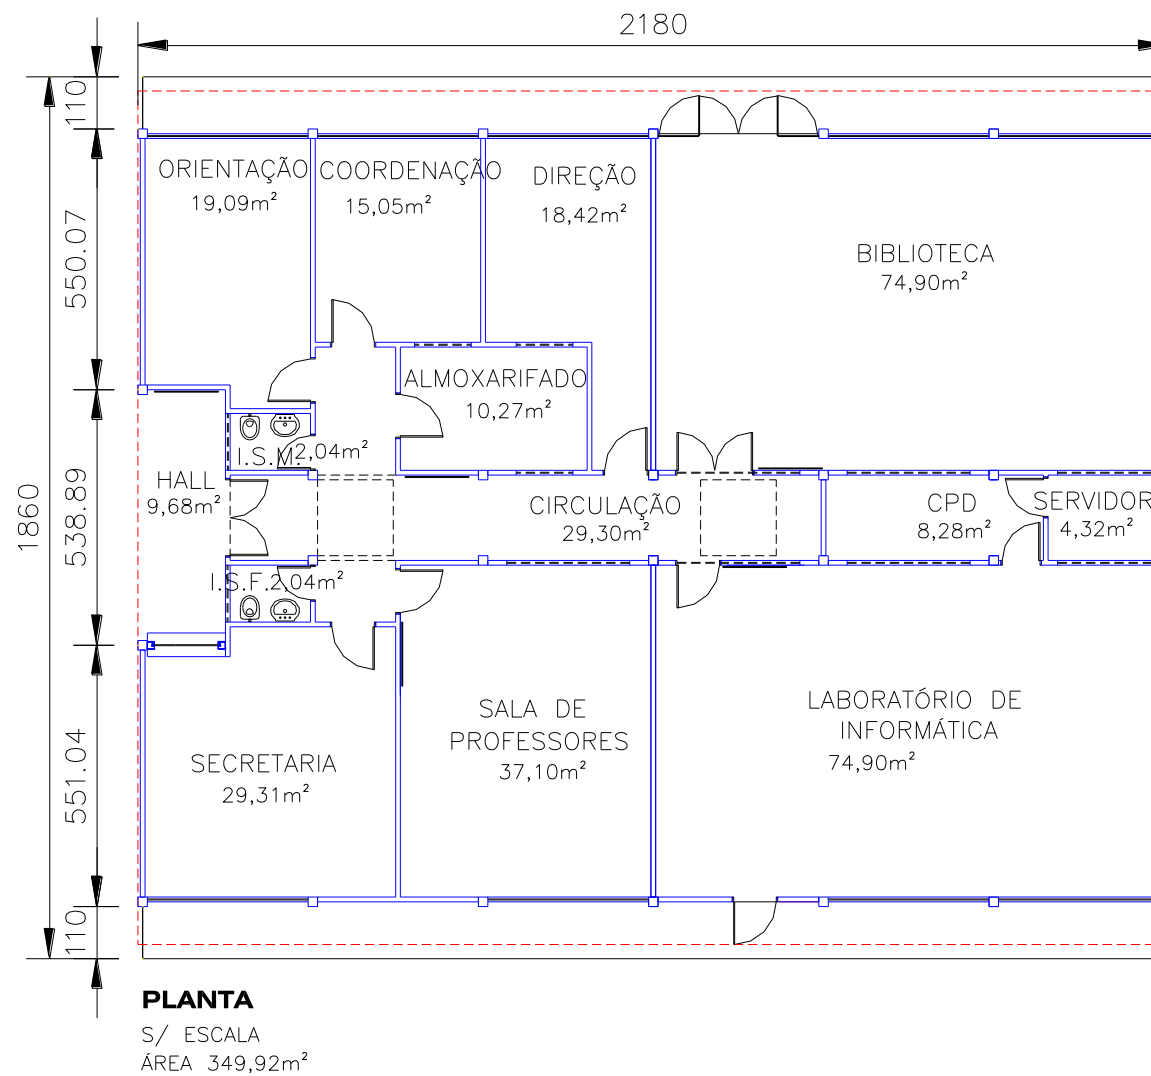 2180
110
550.07
538.89
1860
551.04
110
ORIENTAÇÃO
19,09m²
COORDENAÇÃO
15,05m²
DIREÇÃO
18,42m²
BIBLIOTECA
74,90m²
ALMOXARIFADO
10,27m²
I.S.M. 2,04m²
HALL
9,68m²
CIRCULAÇÃO
29,30m²
CPD
8,28m²
SERVIDOR
4,32m²
I.S.F. 2,04m²
SECRETARIA
29,31m²
SALA DE
PROFESSORES
37,10m²
LABORATÓRIO DE
INFORMÁTICA
74,90m²
PLANTA
S/ ESCALA
ÁREA 349,92m²